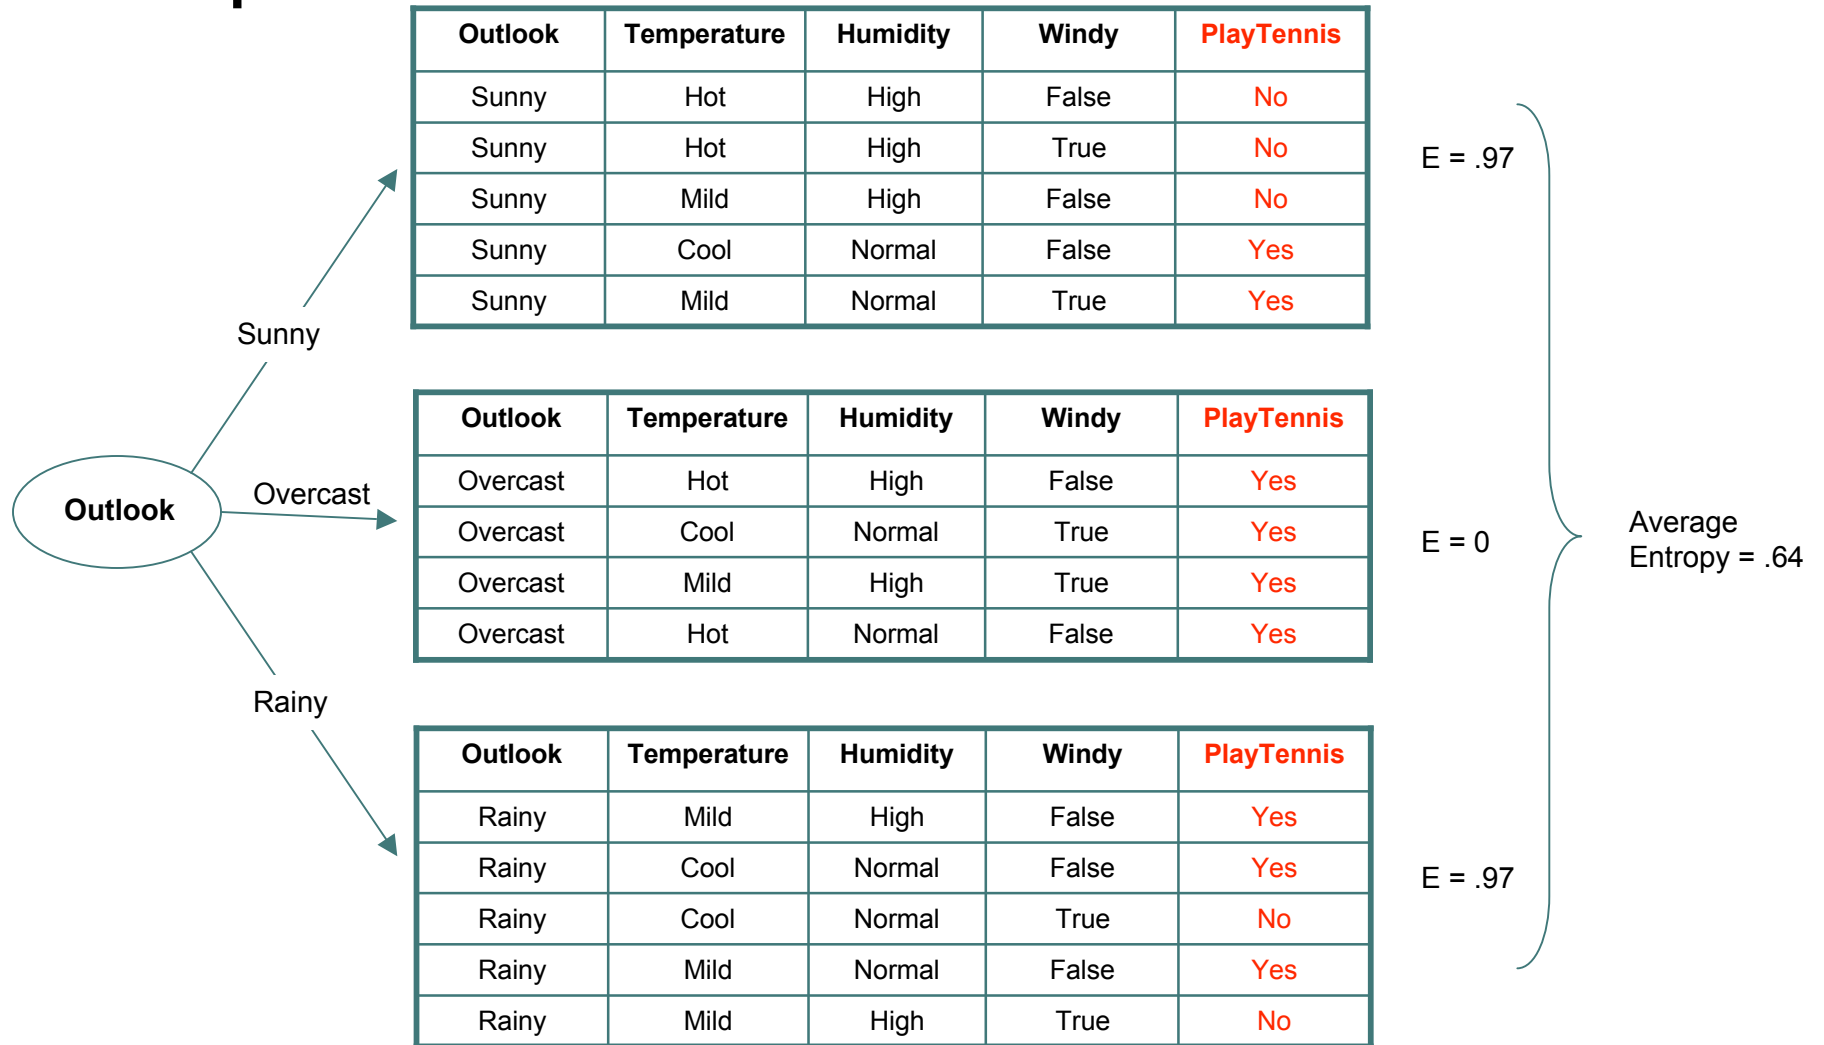 Outlook Temperature Humidity Windy PlayTennis
Sunny Hot High False No
Sunny Hot High True No
Sunny Mild High False No
Sunny Cool Normal False Yes
Sunny Mild Normal True Yes
E = .97
Sunny
Outlook Temperature Humidity Windy PlayTennis
Overcast Hot High False Yes
Overcast Cool Normal True Yes
Overcast Mild High True Yes
Overcast Hot Normal False Yes
Overcast
Outlook
E = 0
Average
Entropy = .64
Rainy
Outlook Temperature Humidity Windy PlayTennis
Rainy Mild High False Yes
Rainy Cool Normal False Yes
Rainy Cool Normal True No
Rainy Mild Normal False Yes
Rainy Mild High True No
E = .97